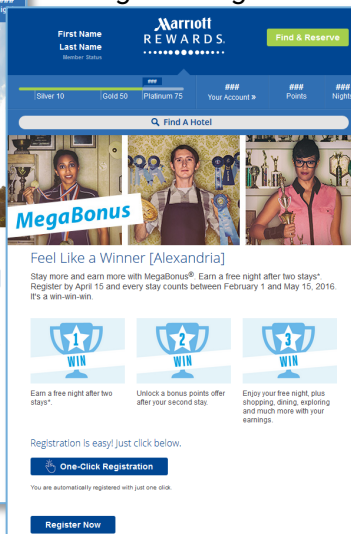 First Name
Last Name
Member Status
Marriott
REWARDS.
Find & Reserve
###
Silver 10
Gold 50
Platinum 75
###
Your Account »
###
Points
###
Nights
Find A Hotel
MegaBonus
Feel Like a Winner [Alexandria]
Stay more and earn more with MegaBonus®. Earn a free night after two stays*.
Register by April 15 and every stay counts between February 1 and May 15, 2016.
It's a win-win-win.
1
WIN
2
WIN
3
WIN
Earn a free night after two
stays*.
Unlock a bonus points offer
after your second stay.
Enjoy your free night, plus
shopping, dining, exploring
and much more with your
earnings.
Registration is easy! Just click below.
One-Click Registration
You are automatically registered with just one click.
Register Now